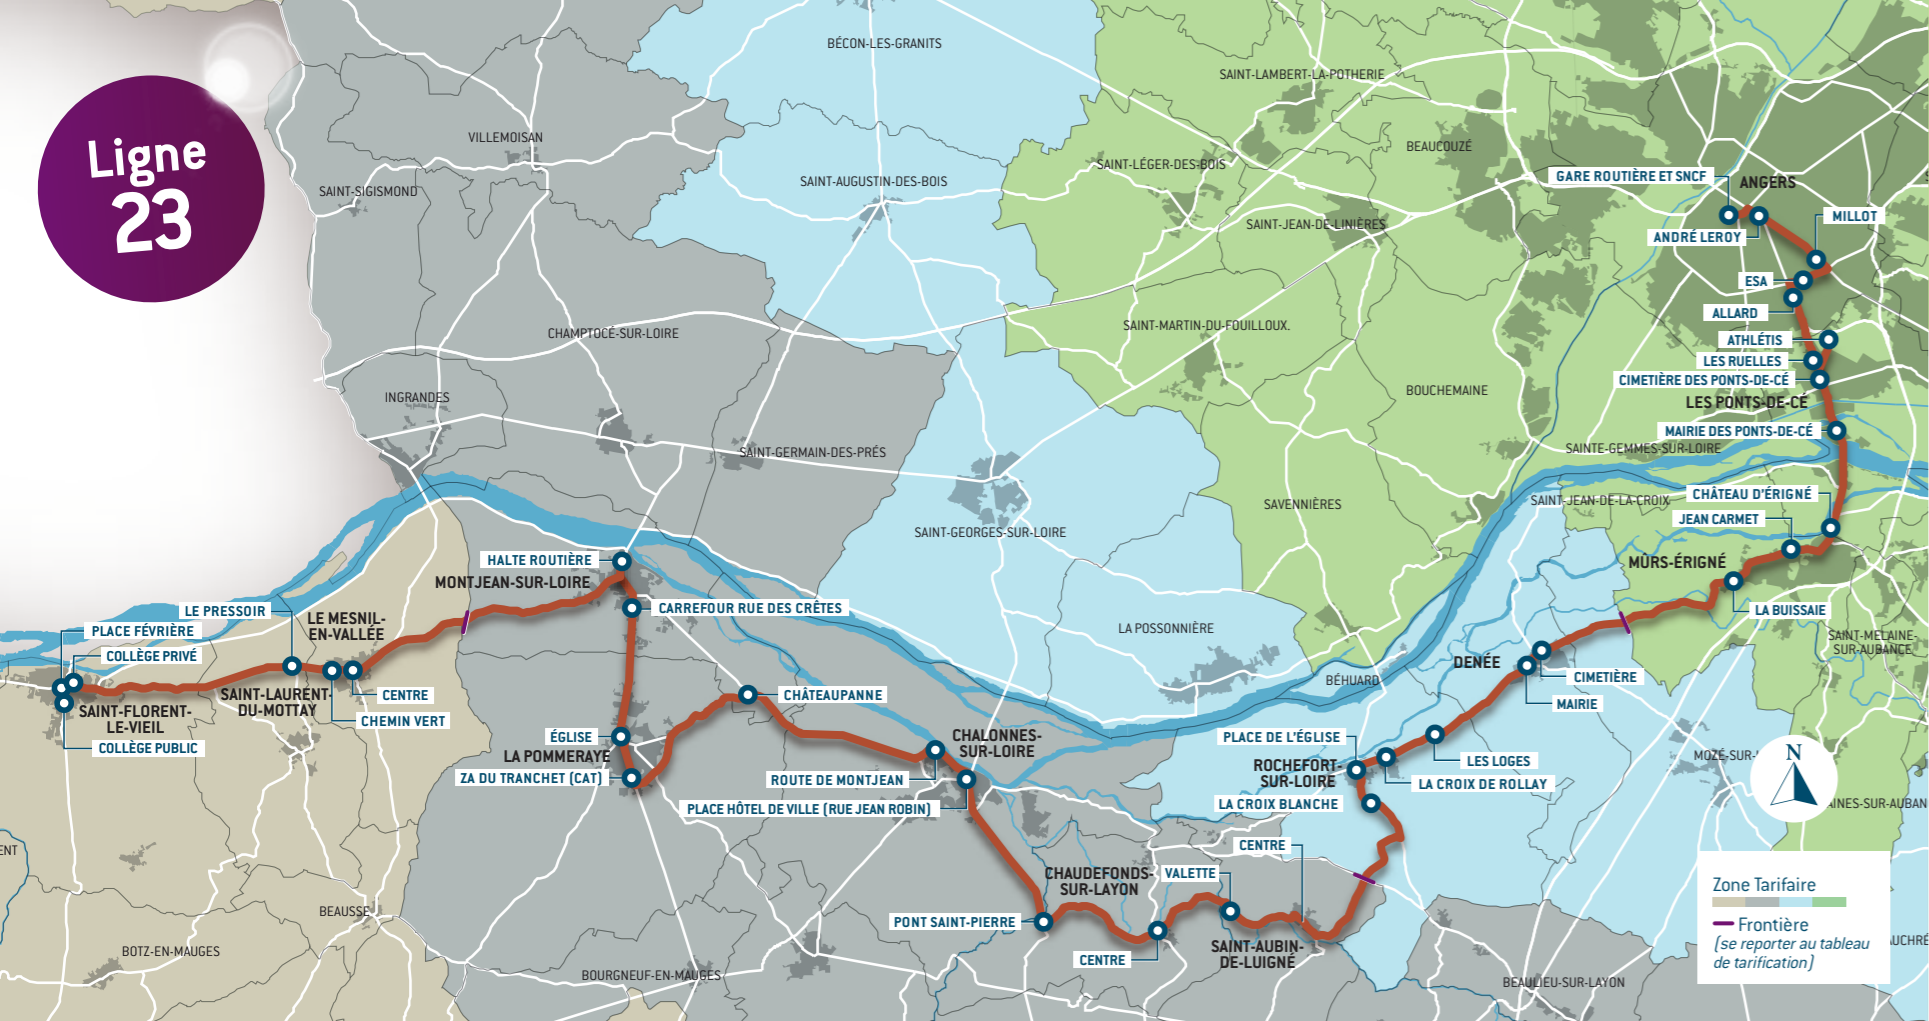 Ligne
23
BÉCON-LES-GRANITS
SAINT-LAMBERT-LA-POTHERIE
VILLEMOISAN
BEAUCOUZÉ
SAINT-LÉGER-DES-BOIS
SAINT-SIGISMOND
SAINT-AUGUSTIN-DES-BOIS
GARE ROUTIÈRE ET SNCF
ANGERS
MILLOT
SAINT-JEAN-DE-LINIÈRES
ANDRÉ LEROY
ESA
ALLARD
CHAMPTOCÉ-SUR-LOIRE
SAINT-MARTIN-DU-FOUILLOUX.
ATHLÉTIS
LES RUELLES
CIMETIÈRE DES PONTS-DE-CÉ
INGRANDES
BOUCHEMAINE
LES PONTS-DE-CÉ
MAIRIE DES PONTS-DE-CÉ
SAINT-GERMAIN-DES-PRÉS
SAINTE-GEMMES-SUR-LOIRE
SAVENNIÈRES
SAINT-JEAN-DE-LA-CROIX
CHÂTEAU D'ÉRIGNÉ
JEAN CARMET
SAINT-GEORGES-SUR-LOIRE
HALTE ROUTIÈRE
MONTJEAN-SUR-LOIRE
MÛRS-ÉRIGNÉ
LE PRESSOIR
CARREFOUR RUE DES CRÊTES
LA BUISSAIE
LE MESNIL-
EN-VALLÉE
PLACE FÉVRIÈRE
LA POSSONNIÈRE
SAINT-MELAINE-
SUR-AUBANCE
COLLÈGE PRIVÉ
DENÉE
CIMETIÈRE
BÉHUARD
CENTRE
CHÂTEAUPANNE
SAINT-LAURENT-
DU-MOTTAY
MAIRIE
SAINT-FLORENT-
LE-VIEIL
CHEMIN VERT
COLLÈGE PUBLIC
ÉGLISE
CHALONNES-
SUR-LOIRE
PLACE DE L'ÉGLISE
LA POMMERAYE
ROCHEFORT-
SUR-LOIRE
LES LOGES
MOZÉ-SUR-
N
ZA DU TRANCHET (CAT)
ROUTE DE MONTJEAN
LA CROIX DE ROLLAY
PLACE HÔTEL DE VILLE (RUE JEAN ROBIN)
LA CROIX BLANCHE
AINES-SUR-AUBAN
CENTRE
ENT
CHAUDEFONDS-
SUR-LAYON
VALETTE
Zone Tarifaire
BEAUSSE
PONT SAINT-PIERRE
Frontière
(se reporter au tableau
de tarification)
UCHRÉ
BOTZ-EN-MAUGES
SAINT-AUBIN-
DE-LUIGNÉ
CENTRE
BOURGNEUF-EN-MAUGES
BEAULIEU-SUR-LAYON